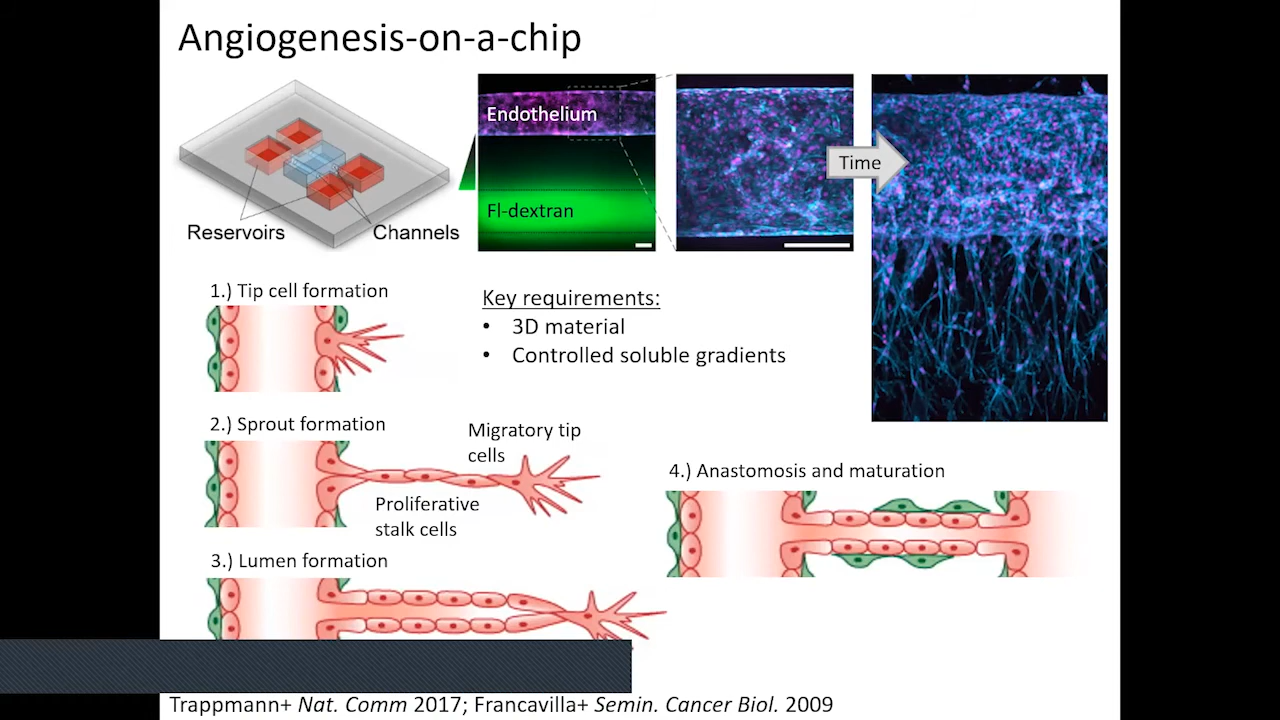 Angiogenesis-on-a-chip
Endothelium
Fl-dextran
Time
Reservoirs
Channels
1.) Tip cell formation
Key requirements:
• 3D material
• Controlled soluble gradients
2.) Sprout formation
Migratory tip
cells
Proliferative
stalk cells
3.) Lumen formation
4.) Anastomosis and maturation
Trappmann+ Nat. Comm 2017; Francavilla+ Semin. Cancer Biol. 2009